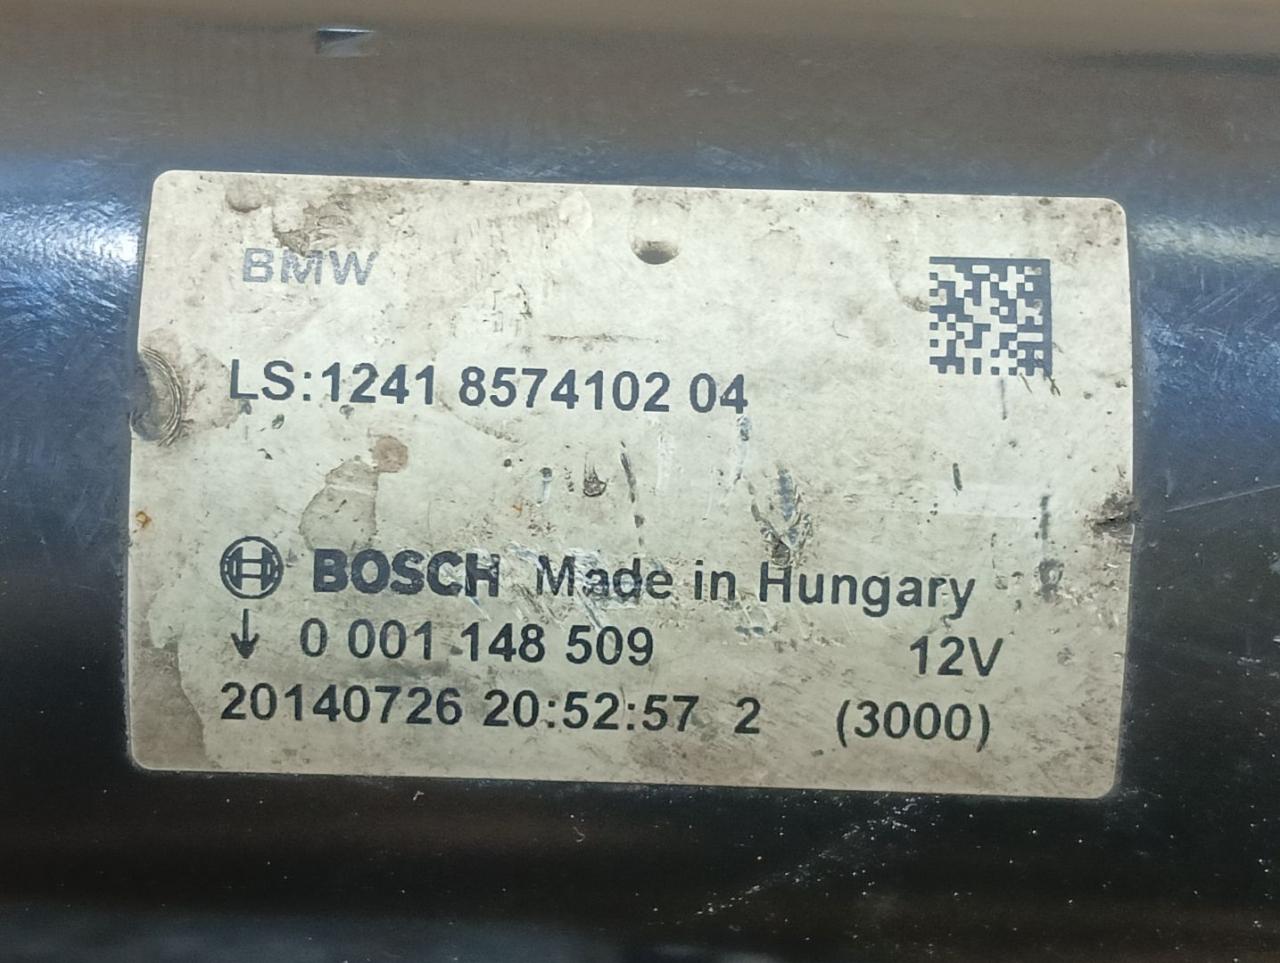 BMW
LS:1241 8574102 04
BOSCH Made in Hungary
↓ 0 001 148 509 12V
20140726 20:52:57 2 (3000)